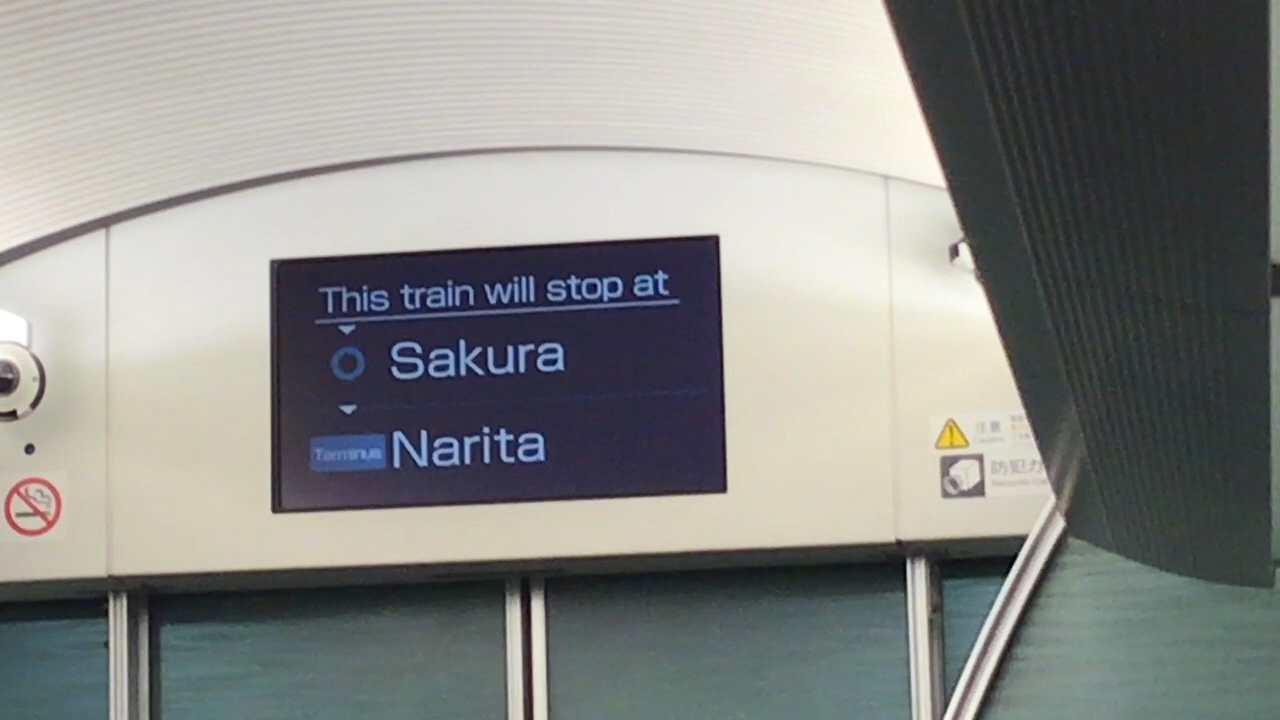 This train will stop at
Sakura
Terminus Narita
注意
防犯カ